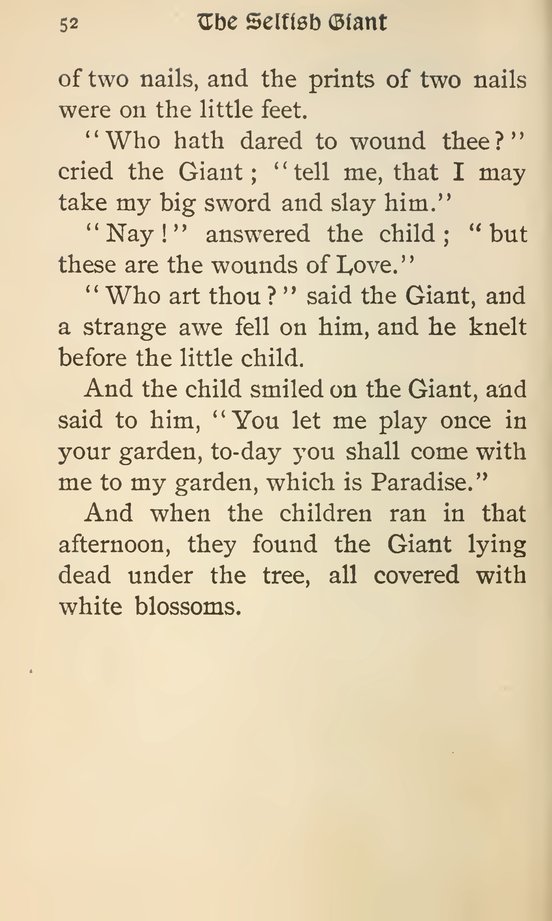 52
The Selfish Giant
of two nails, and the prints of two nails
were on the little feet.
"Who hath dared to wound thee?"
cried the Giant; "tell me, that I may
take my big sword and slay him."
"Nay!" answered the child; "but
these are the wounds of Love."
"Who art thou?" said the Giant, and
a strange awe fell on him, and he knelt
before the little child.
And the child smiled on the Giant, and
said to him, "You let me play once in
your garden, to-day you shall come with
me to my garden, which is Paradise."
And when the children ran in that
afternoon, they found the Giant lying
dead under the tree, all covered with
white blossoms.